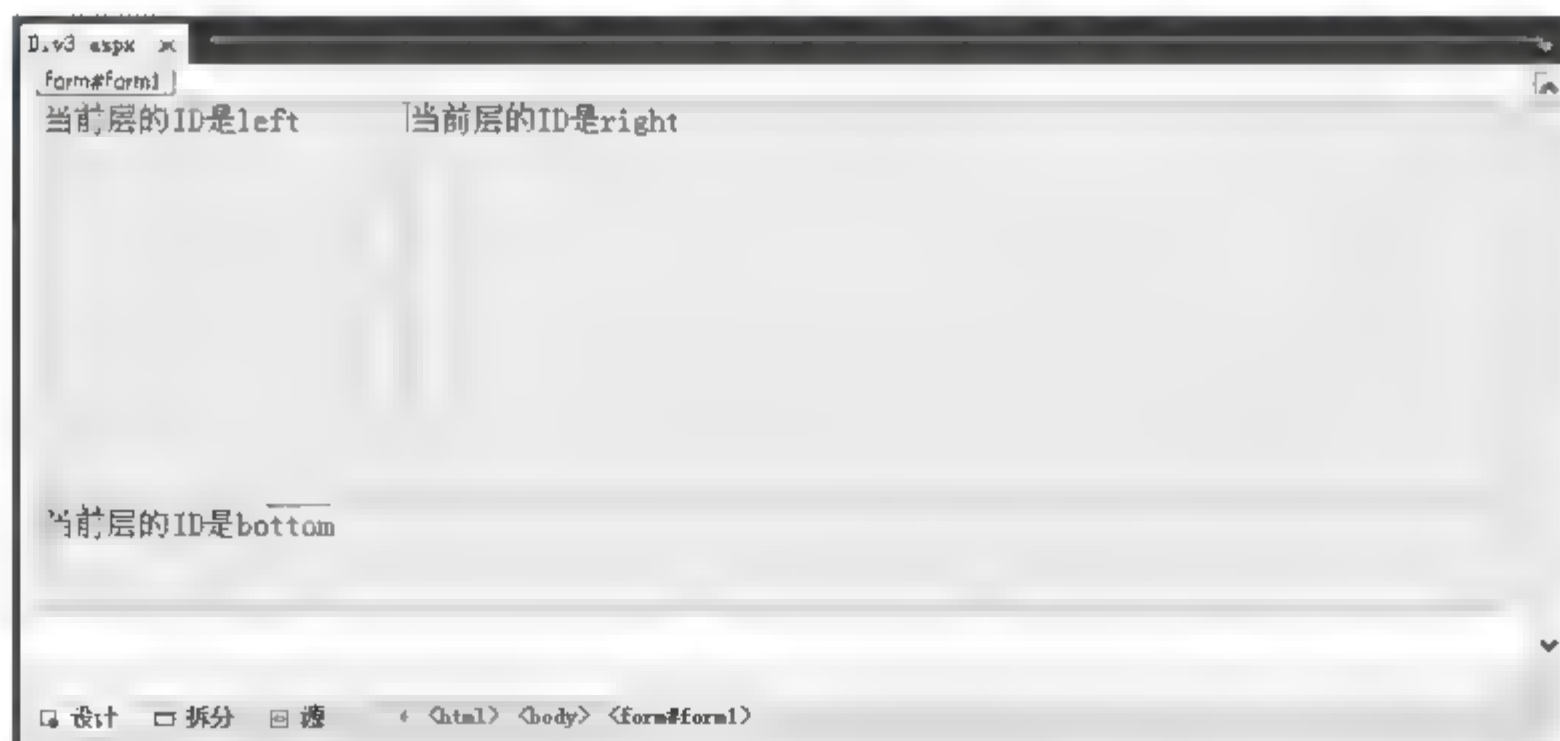 D.v3 aspx ×
form#form1
当前层的ID是left 当前层的ID是right
当前层的ID是bottom
设计 拆分 源 <html> <body> <form#form1>